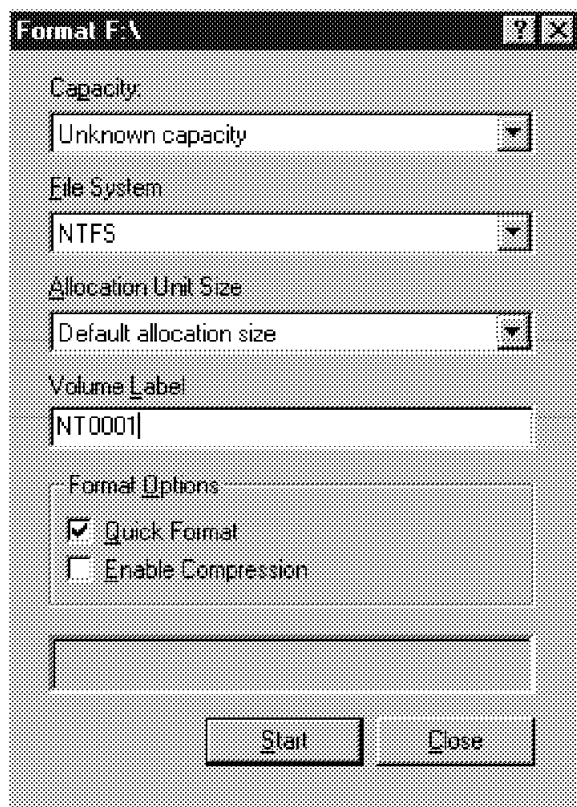 Format F:\
Capacity:
Unknown capacity
File System
NTFS
Allocation Unit Size
Default allocation size
Volume Label
NT0001
Format Options
Quick Format
Enable Compression
Start
Close